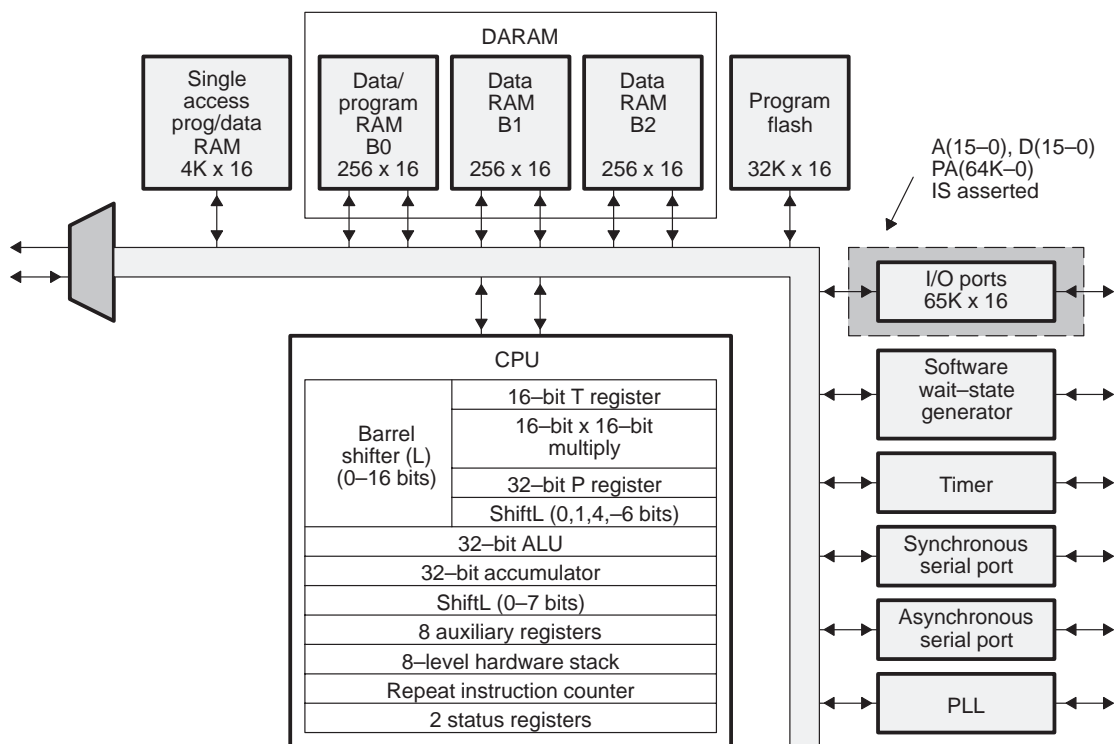 DARAM
Single
access
prog/data
RAM
4K x 16
Data/
program
RAM
B0
256 x 16
Data
RAM
B1
256 x 16
Data
RAM
B2
256 x 16
Program
flash
32K x 16
A(15–0), D(15–0)
PA(64K–0)
IS asserted
I/O ports
65K x 16
CPU
Barrel
shifter (L)
(0–16 bits)
16–bit T register
16–bit x 16–bit
multiply
32–bit P register
ShiftL (0,1,4,–6 bits)
32–bit ALU
32–bit accumulator
ShiftL (0–7 bits)
8 auxiliary registers
8–level hardware stack
Repeat instruction counter
2 status registers
Software
wait–state
generator
Timer
Synchronous
serial port
Asynchronous
serial port
PLL